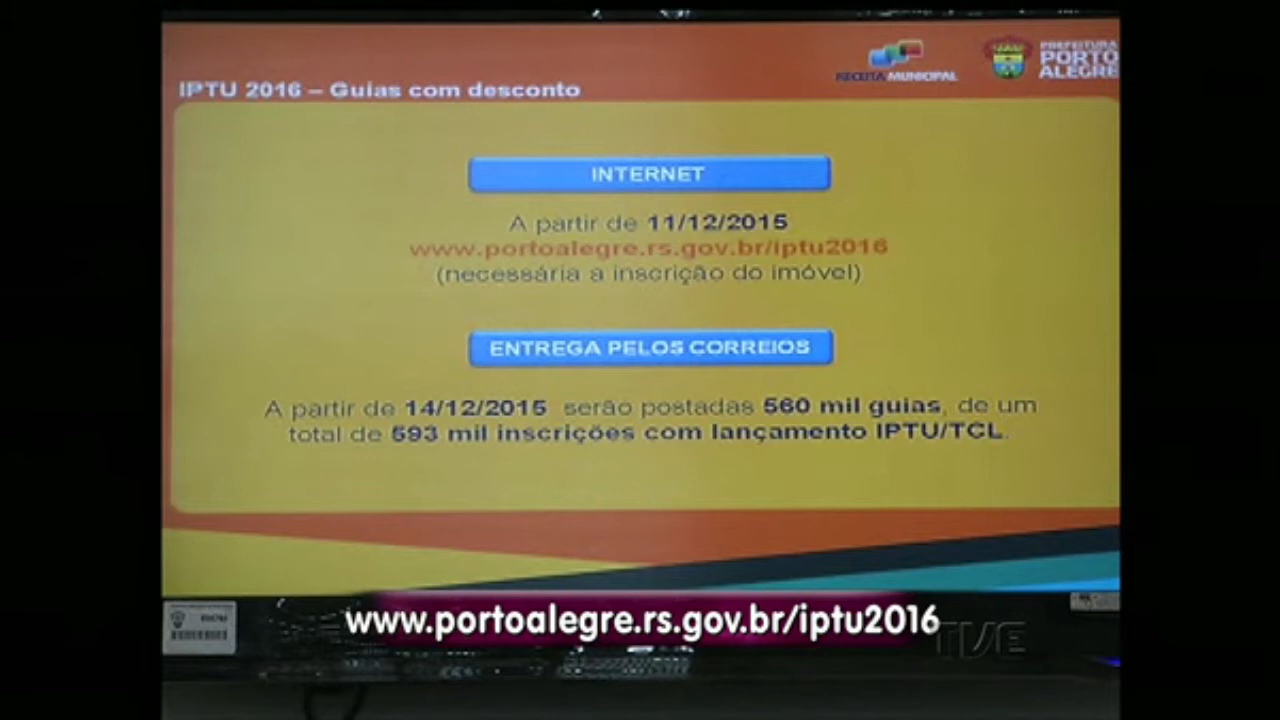 RECEITA MUNICIPAL
PREFEITURA
PORTO
ALEGRE
IPTU 2016 – Guias com desconto
INTERNET
A partir de 11/12/2015
www.portoalegre.rs.gov.br/iptu2016
(necessária a inscrição do imóvel)
ENTREGA PELOS CORREIOS
A partir de 14/12/2015 serão postadas 560 mil guias, de um
total de 593 mil inscrições com lançamento IPTU/TCL.
www.portoalegre.rs.gov.br/iptu2016
TVE